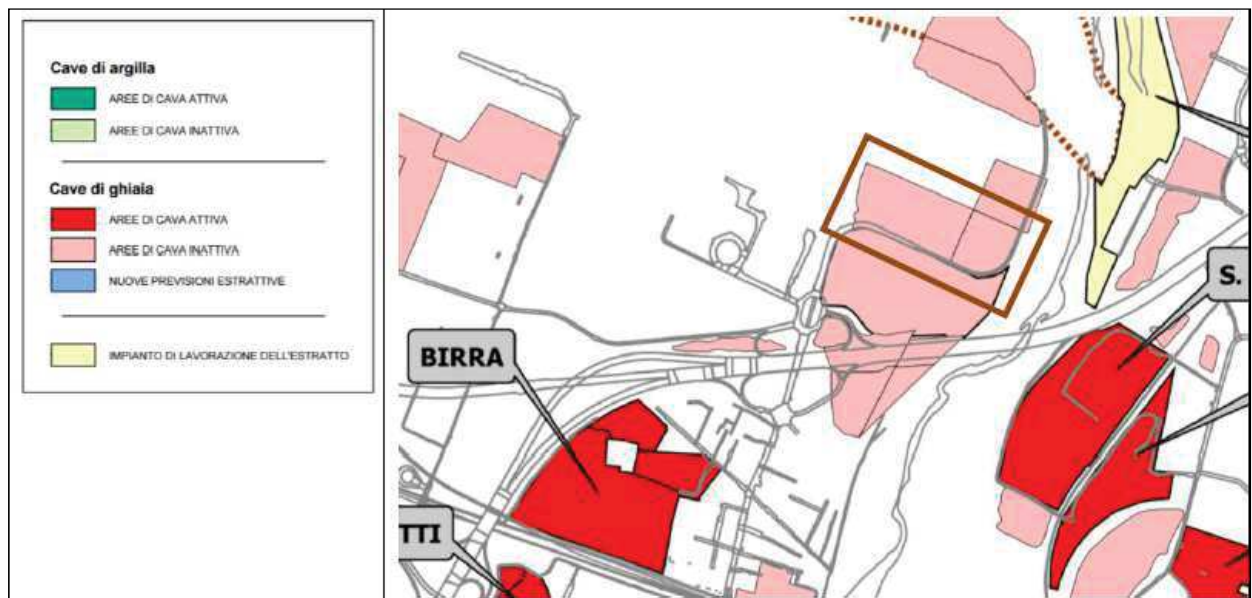 Cave di argilla
AREE DI CAVA ATTIVA
AREE DI CAVA INATTIVA
Cave di ghiaia
AREE DI CAVA ATTIVA
AREE DI CAVA INATTIVA
NUOVE PREVISIONI ESTRATTIVE
IMPIANTO DI LAVORAZIONE DELL'ESTRATTO
S.
BIRRA
TTI